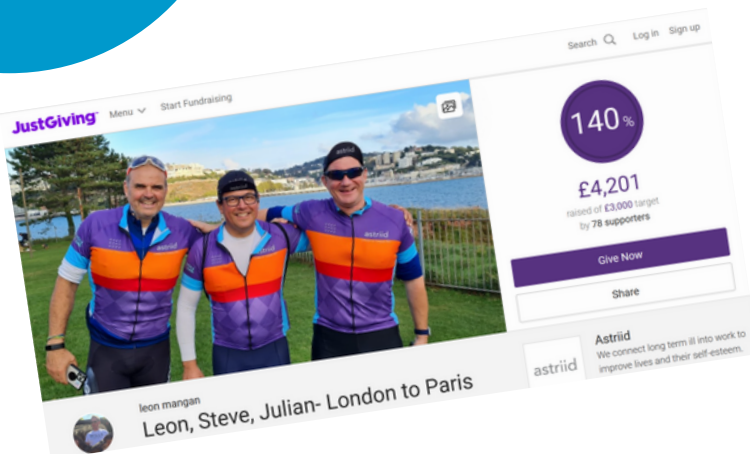 Search Log in Sign up
JustGiving™ Menu Start Fundraising
astriid
astriid
astriid
140%
£4,201
raised of £3,000 target
by 78 supporters
Give Now
Share
leon mangan
Leon, Steve, Julian- London to Paris
astriid
Astriid
We connect long term ill into work to
improve lives and their self-esteem.